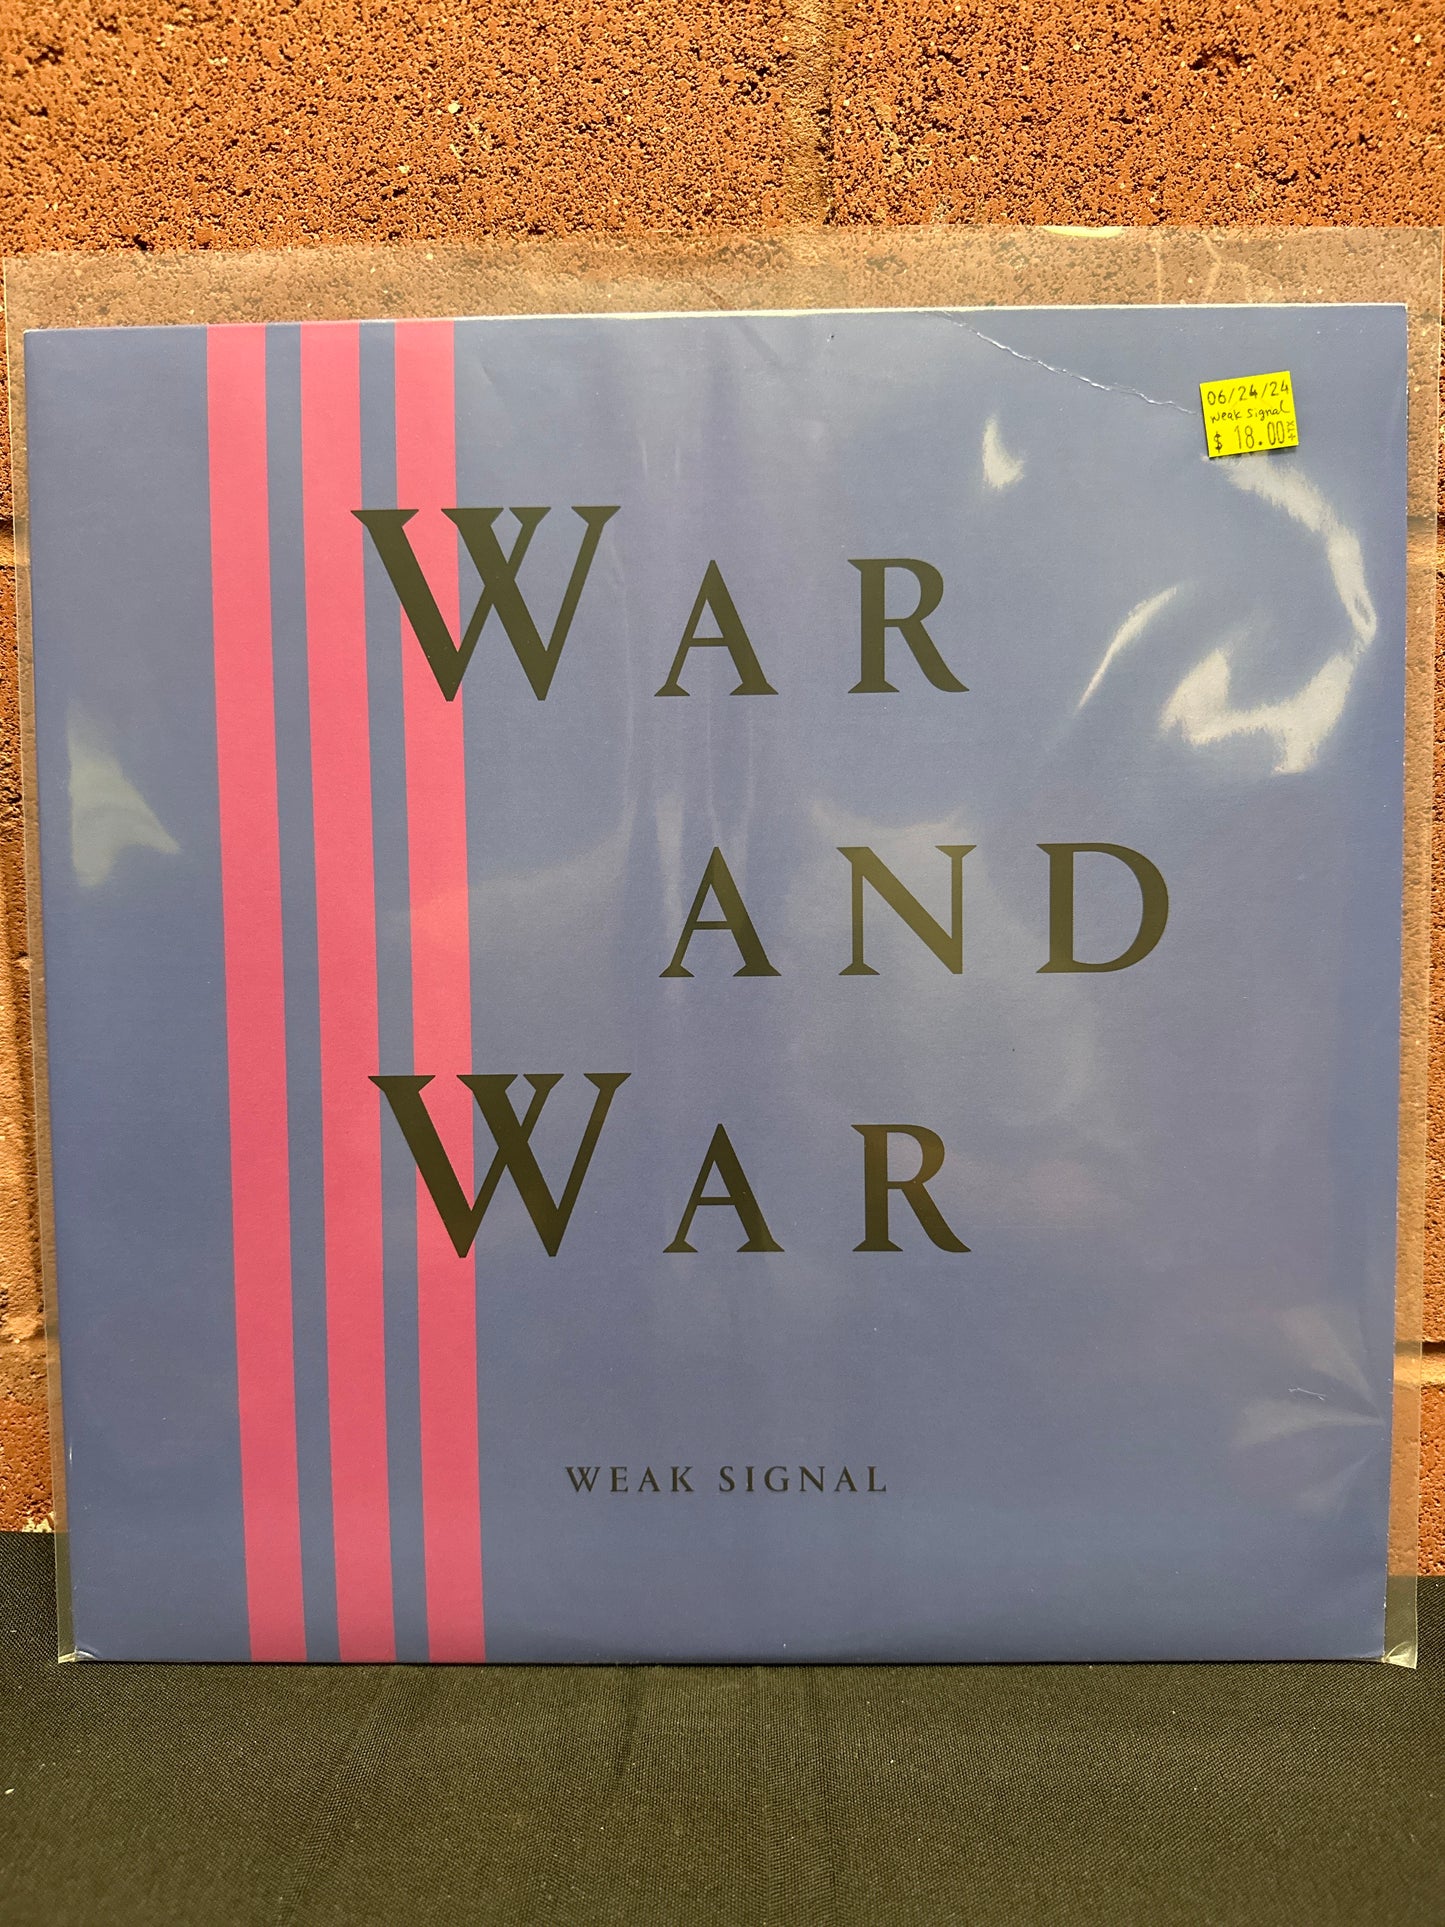 06/24/24
Weak Signal
$ 18.00
WAR
AND
WAR
WEAK SIGNAL